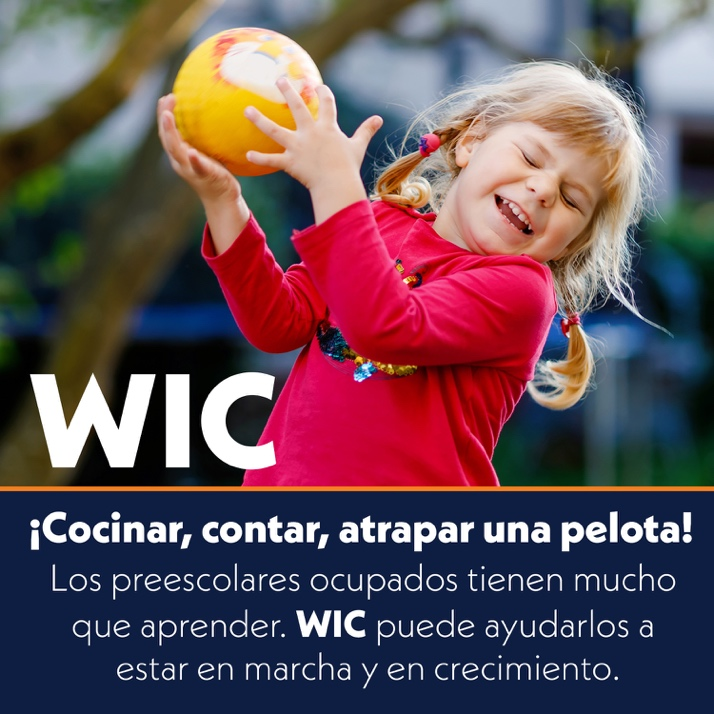 WIC
¡Cocinar, contar, atrapar una pelota!
Los preescolares ocupados tienen mucho
que aprender. WIC puede ayudarlos a
estar en marcha y en crecimiento.